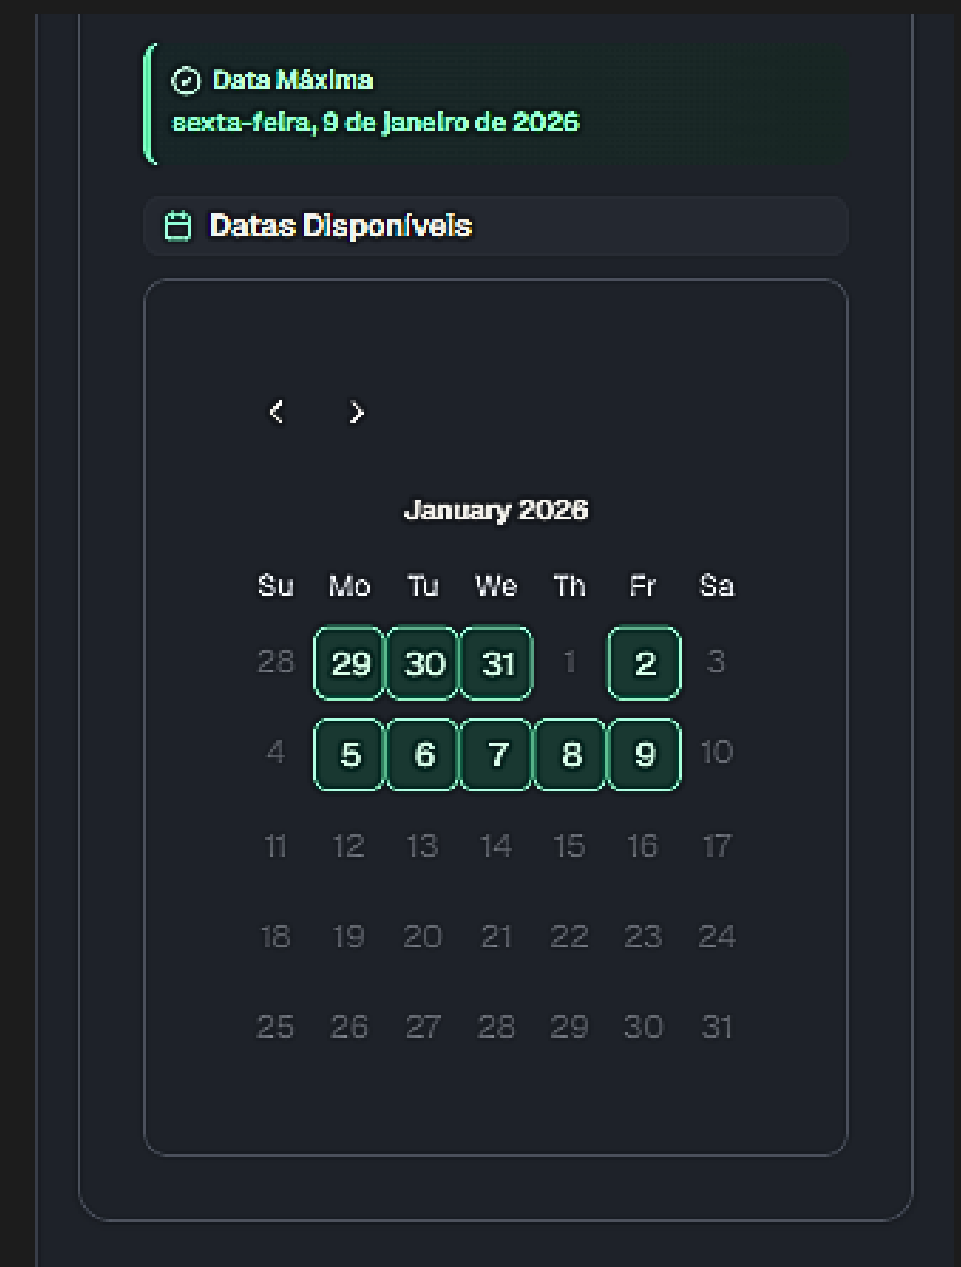 Data Máxima
sexta-feira, 9 de janeiro de 2026
Datas Disponíveis
January 2026
Su Mo Tu We Th Fr Sa
28 29 30 31 1 2 3
4 5 6 7 8 9 10
11 12 13 14 15 16 17
18 19 20 21 22 23 24
25 26 27 28 29 30 31